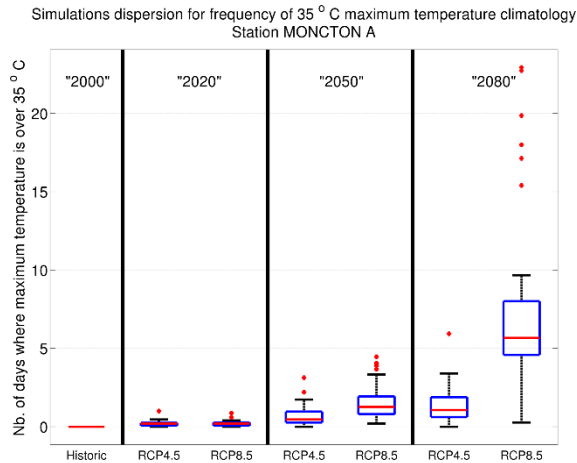 Simulations dispersion for frequency of 35 ° C maximum temperature climatology
Station MONCTON A
Nb. of days where maximum temperature is over 35 ° C
"2000"
"2020"
"2050"
"2080"
20
15
10
5
0
Historic
RCP4.5
RCP8.5
RCP4.5
RCP8.5
RCP4.5
RCP8.5